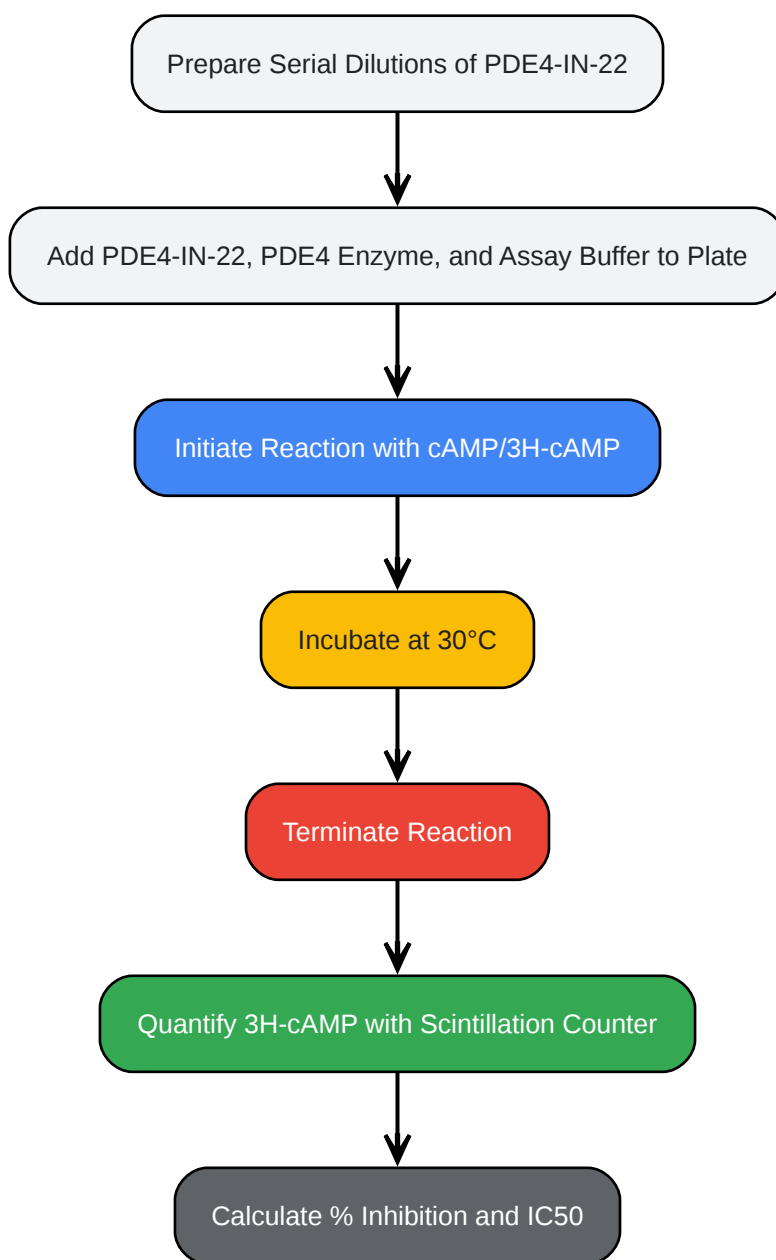 Prepare Serial Dilutions of PDE4-IN-22
Add PDE4-IN-22, PDE4 Enzyme, and Assay Buffer to Plate
Initiate Reaction with cAMP/3H-cAMP
Incubate at 30°C
Terminate Reaction
Quantify 3H-cAMP with Scintillation Counter
Calculate % Inhibition and IC50